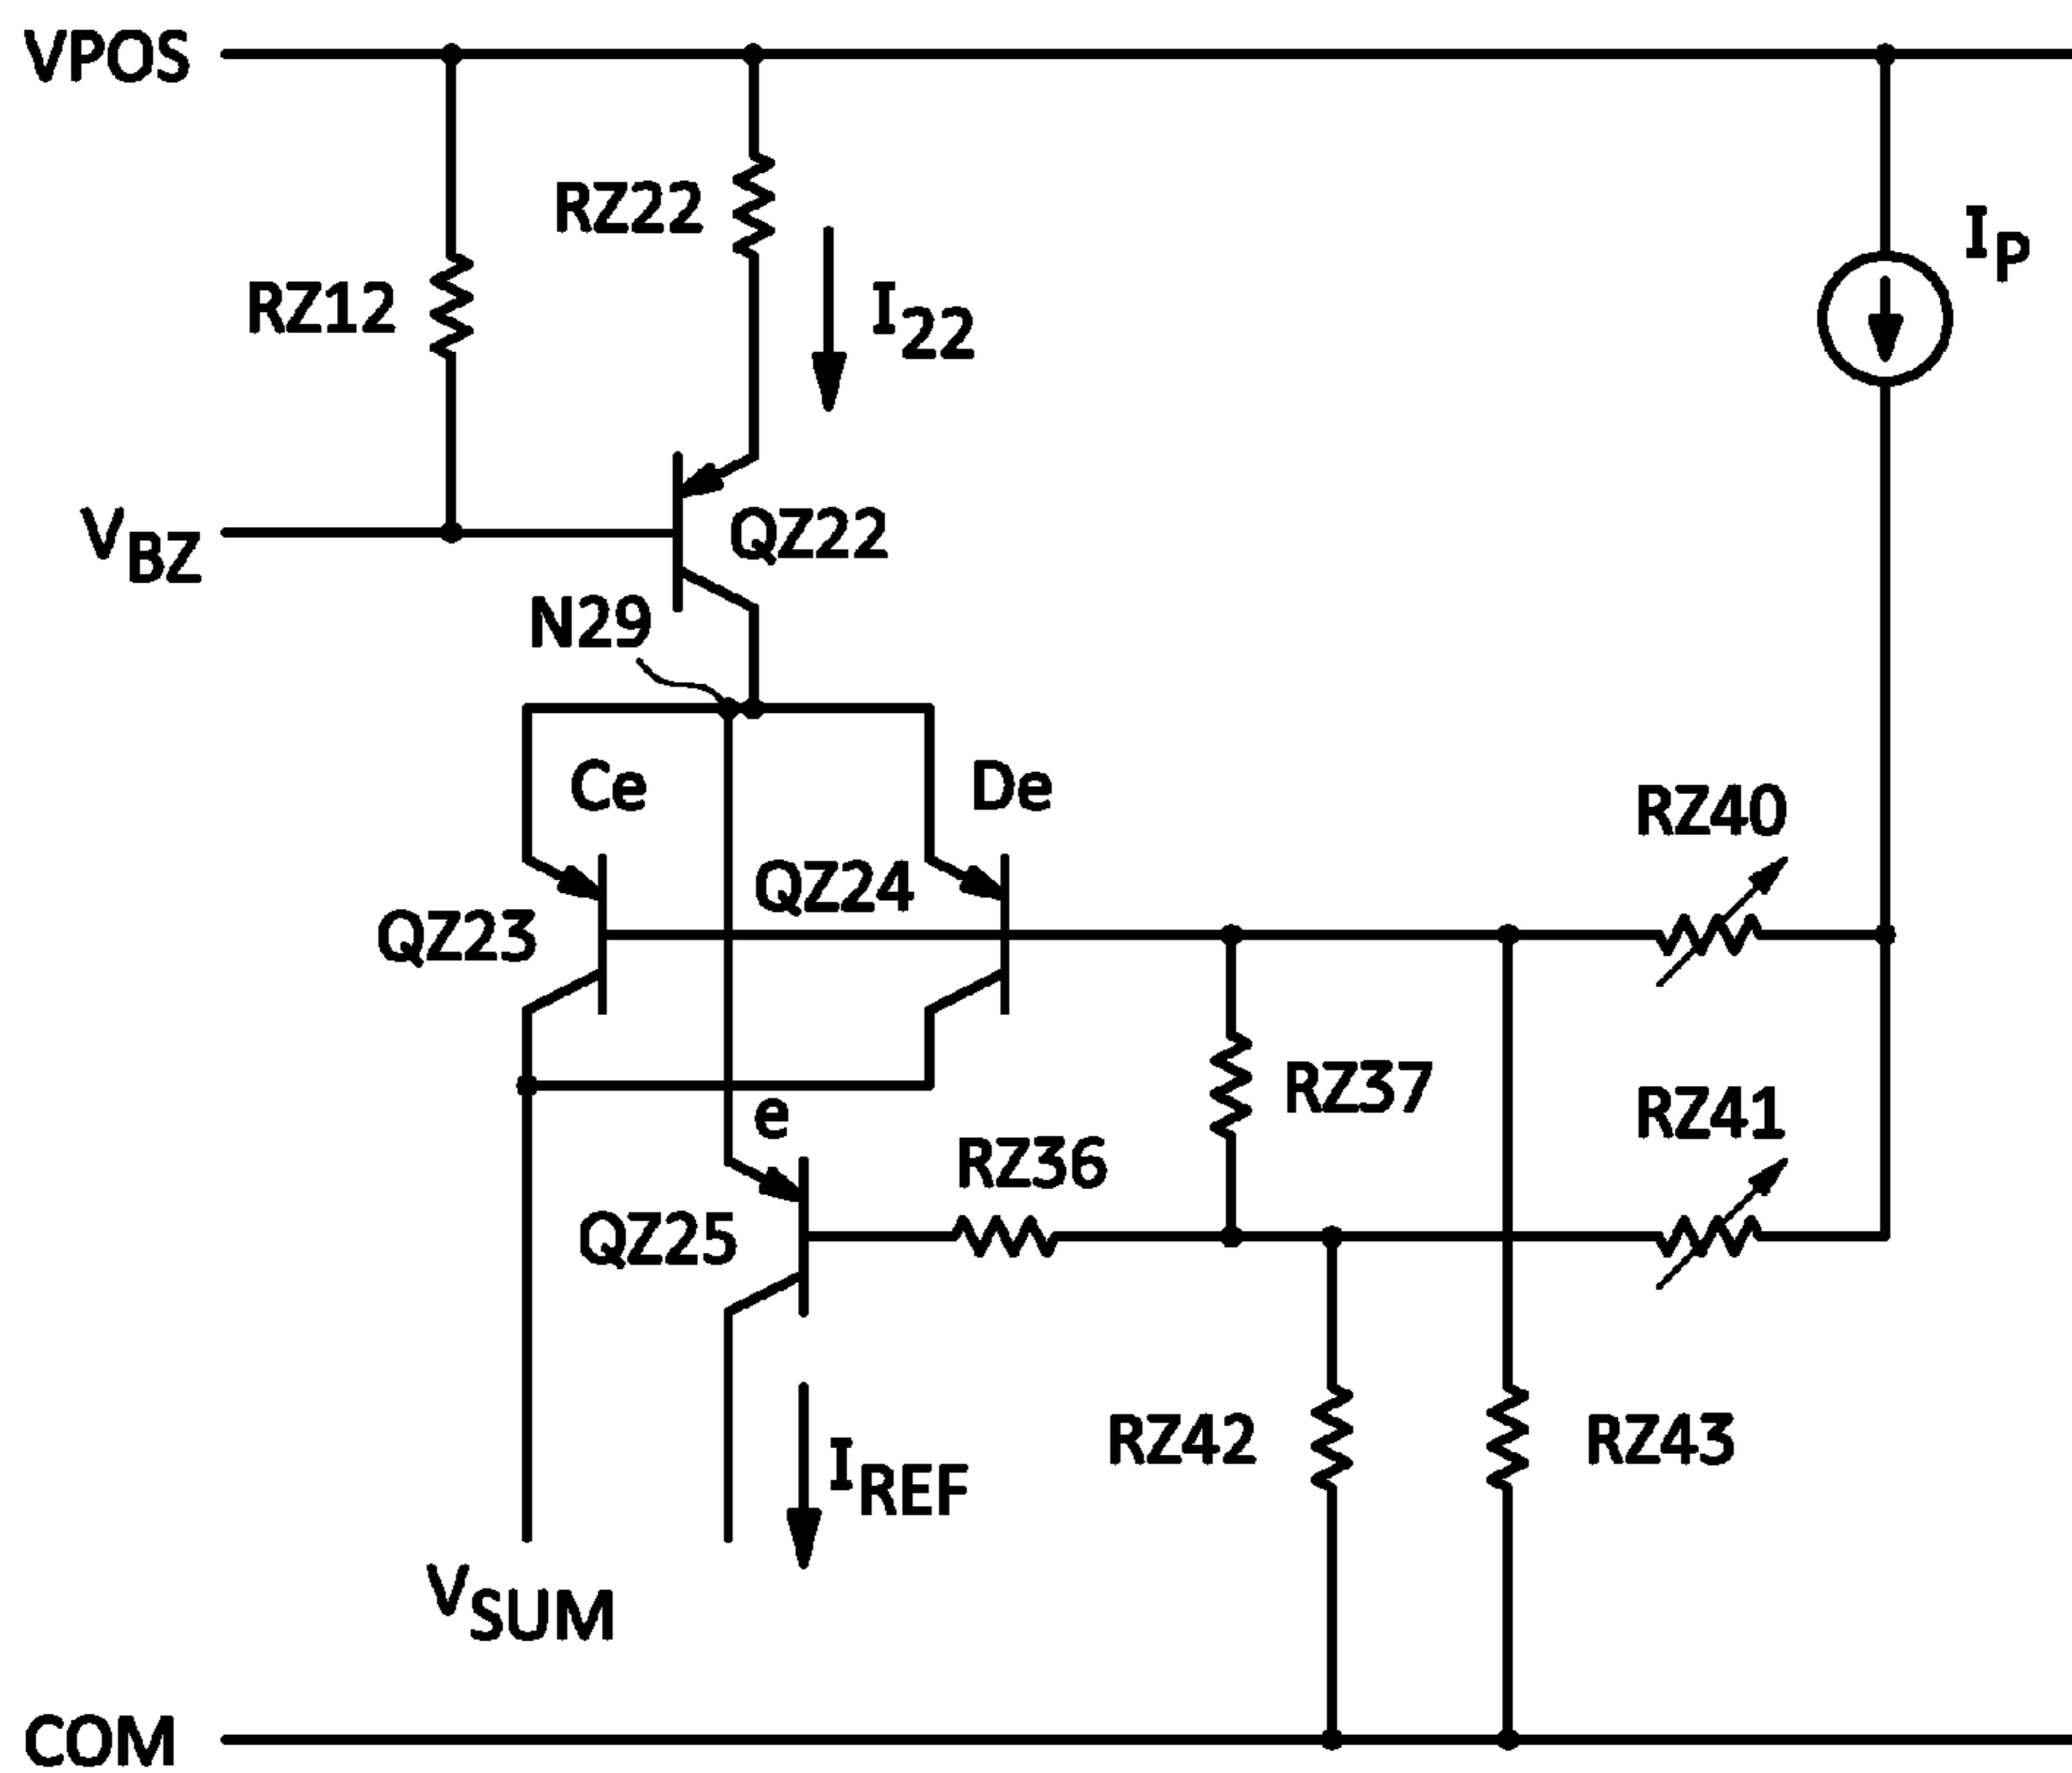 VPOS
RZ22
IP
RZ12
I22
VBZ
QZ22
N29
Ce
De
RZ40
QZ24
QZ23
RZ37
RZ41
e
RZ36
QZ25
RZ42
RZ43
IREF
VSUM
COM